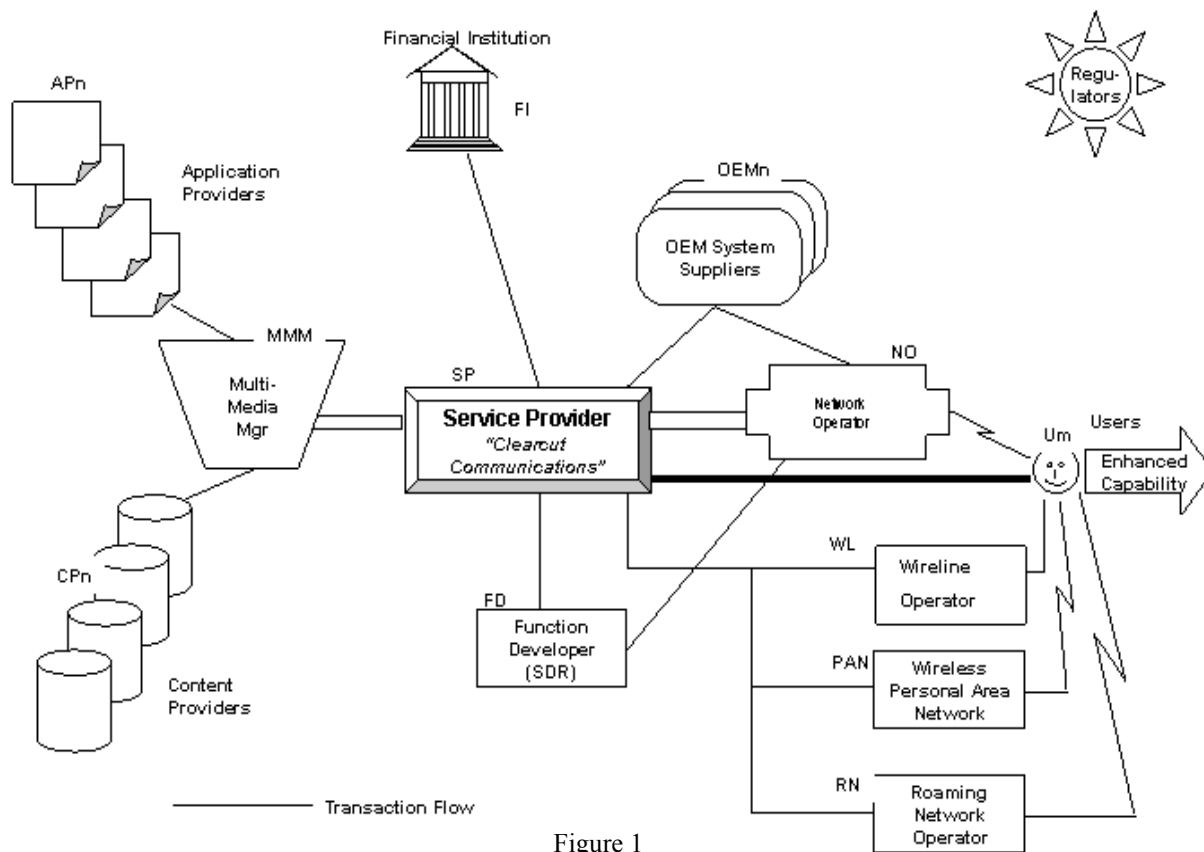 Financial Institution
FI
APn
Application
Providers
Regu-
lators
OEMn
OEM System
Suppliers
MMM
Multi-
Media
Mgr
SP
Service Provider
"Clearcut
Communications"
NO
Network
Operator
Um
Users
Enhanced
Capability
WL
Wireline
Operator
CPn
FD
Function
Developer
(SDR)
PAN
Wireless
Personal Area
Network
Content
Providers
RN
Roaming
Network
Operator
Transaction Flow
Figure 1